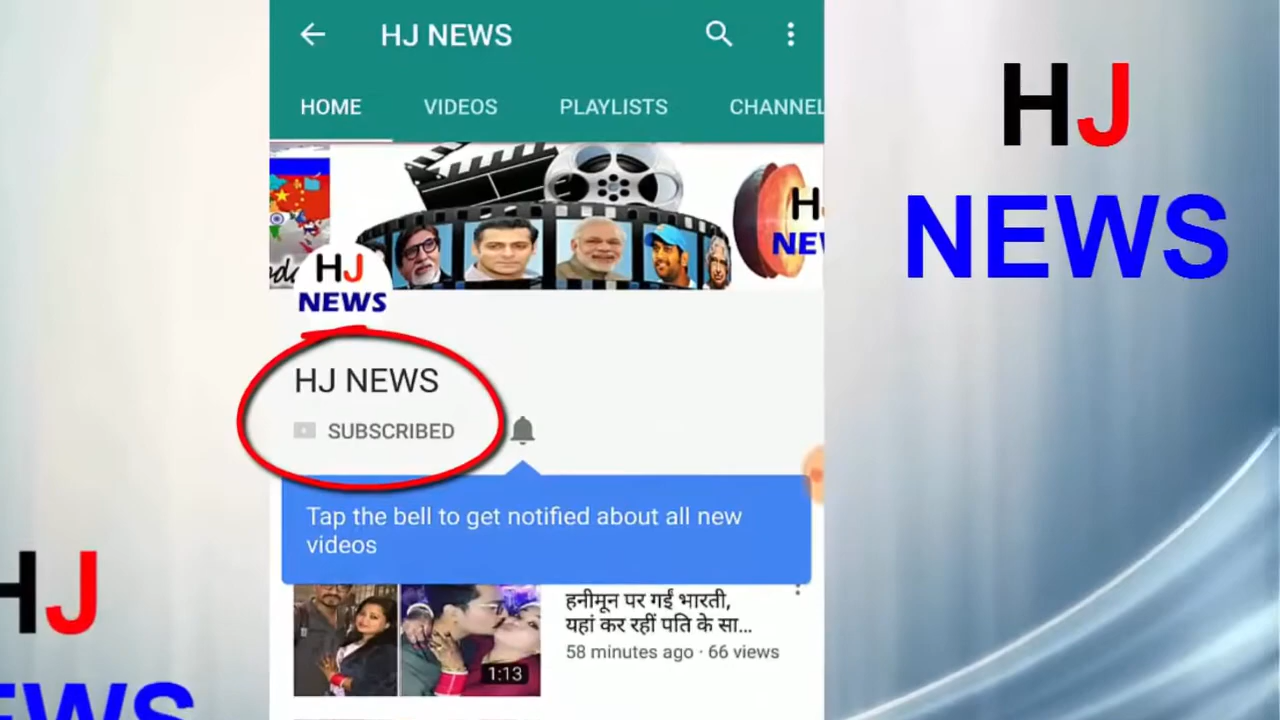 HJ NEWS
HOME VIDEOS PLAYLISTS CHANNEL
HJ
NEWS
HJ
NEWS
HJ NEWS
SUBSCRIBED
Tap the bell to get notified about all new
videos
हनीमून पर गईं भारती,
यहां कर रहीं पति के सा...
58 minutes ago · 66 views
1:13
HJ
NEWS